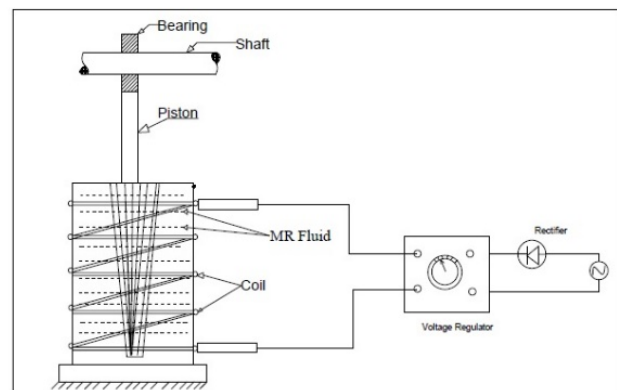 Bearing
Shaft
Piston
MR Fluid
Coil
Rectifier
Voltage Regulator